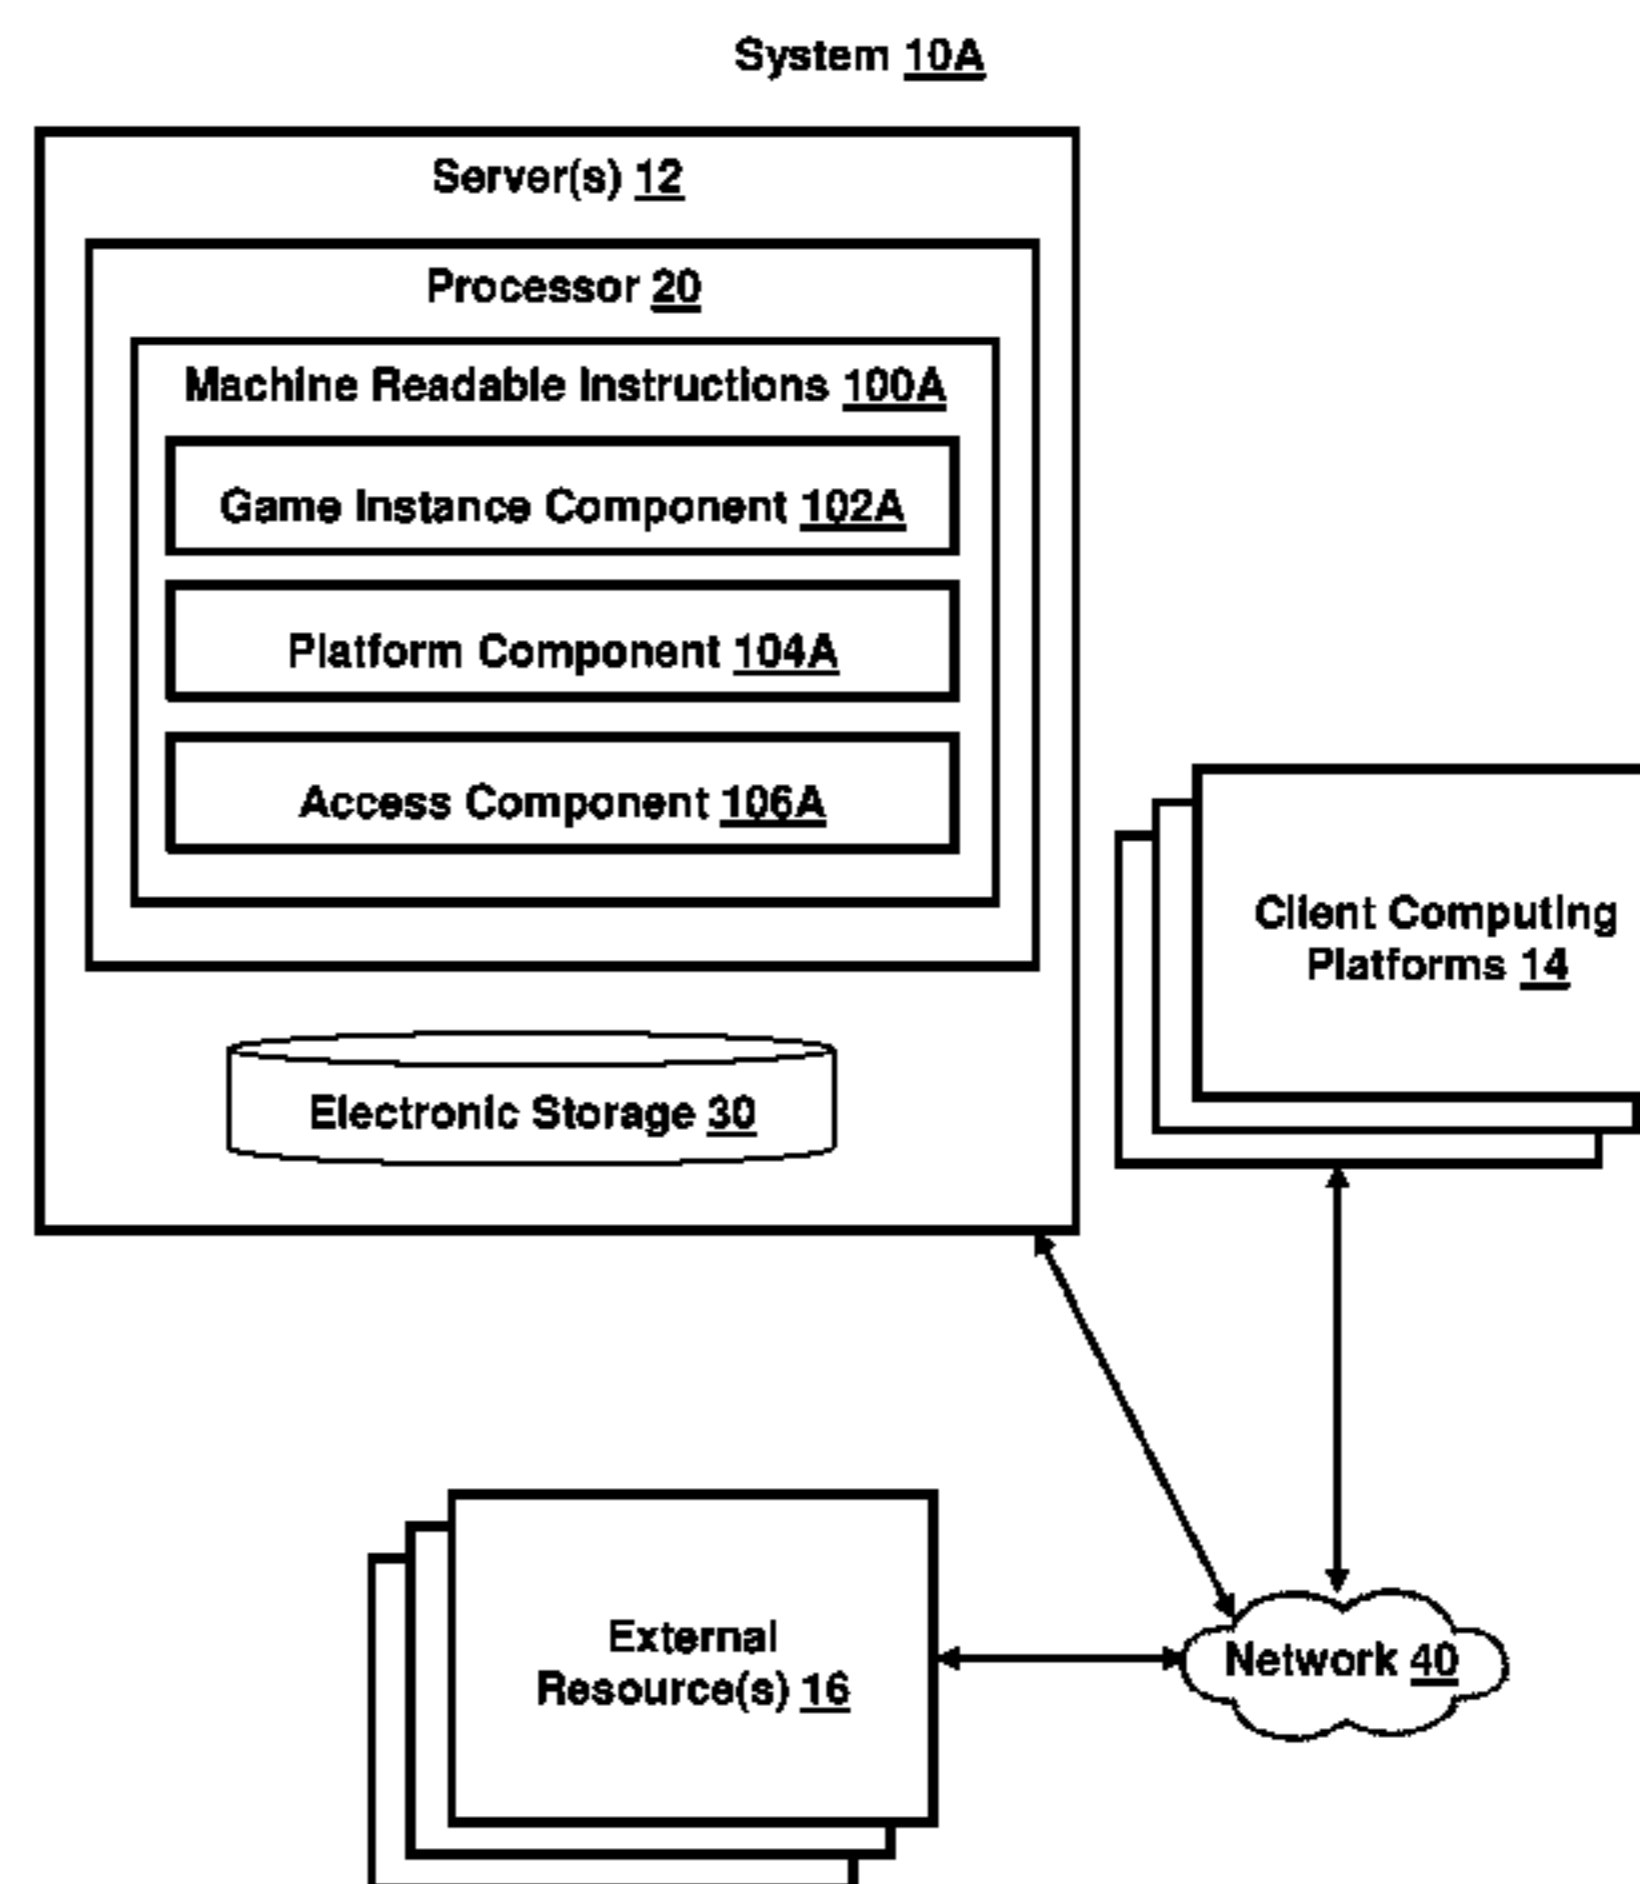 System 10A
Server(s) 12
Processor 20
Machine Readable Instructions 100A
Game Instance Component 102A
Platform Component 104A
Access Component 106A
Electronic Storage 30
Client Computing
Platforms 14
External
Resource(s) 16
Network 40